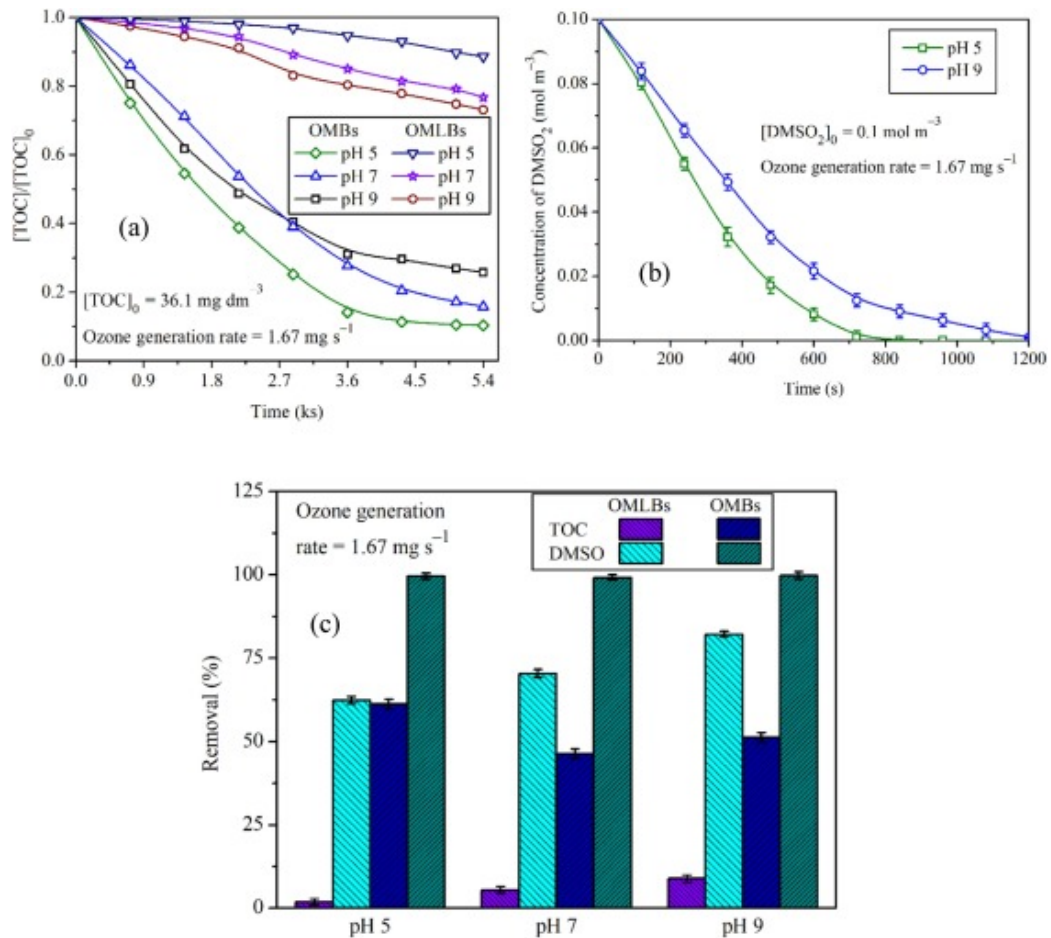 1.0
0.8
0.6
0.4
0.2
0.0
[TOC]/[TOC]₀
OMBs OMLBs
pH 5 pH 5
pH 7 pH 7
pH 9 pH 9
(a)
[TOC]₀ = 36.1 mg dm⁻³
Ozone generation rate = 1.67 mg s⁻¹
0.0 0.9 1.8 2.7 3.6 4.5 5.4
Time (ks)
0.10
0.08
0.06
0.04
0.02
0.00
Concentration of DMSO₂ (mol m⁻³)
pH 5
pH 9
[DMSO₂]₀ = 0.1 mol m⁻³
Ozone generation rate = 1.67 mg s⁻¹
(b)
0 200 400 600 800 1000 1200
Time (s)
125
100
75
50
25
0
Removal (%)
Ozone generation
rate = 1.67 mg s⁻¹
(c)
OMLBs OMBs
TOC
DMSO
pH 5 pH 7 pH 9